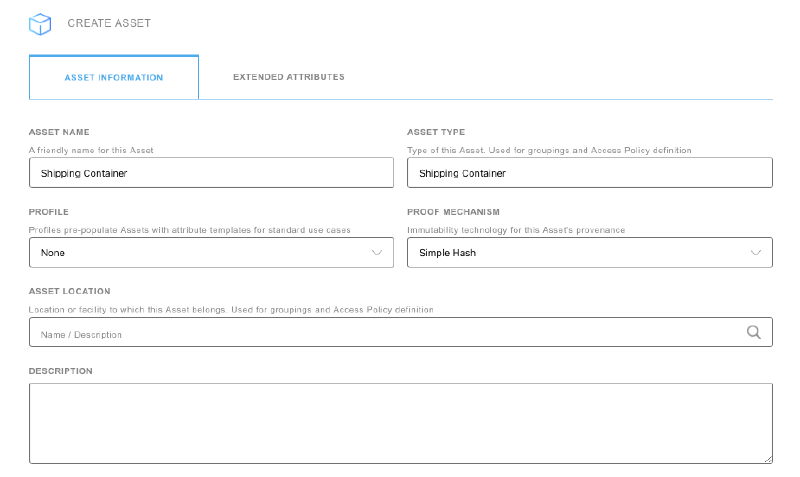 CREATE ASSET
ASSET INFORMATION
EXTENDED ATTRIBUTES
ASSET NAME
A friendly name for this Asset
Shipping Container
ASSET TYPE
Type of this Asset. Used for groupings and Access Policy definition
Shipping Container
PROFILE
Profiles pre-populate Assets with attribute templates for standard use cases
None
PROOF MECHANISM
Immutability technology for this Asset's provenance
Simple Hash
ASSET LOCATION
Location or facility to which this Asset belongs. Used for groupings and Access Policy definition
Name / Description
DESCRIPTION